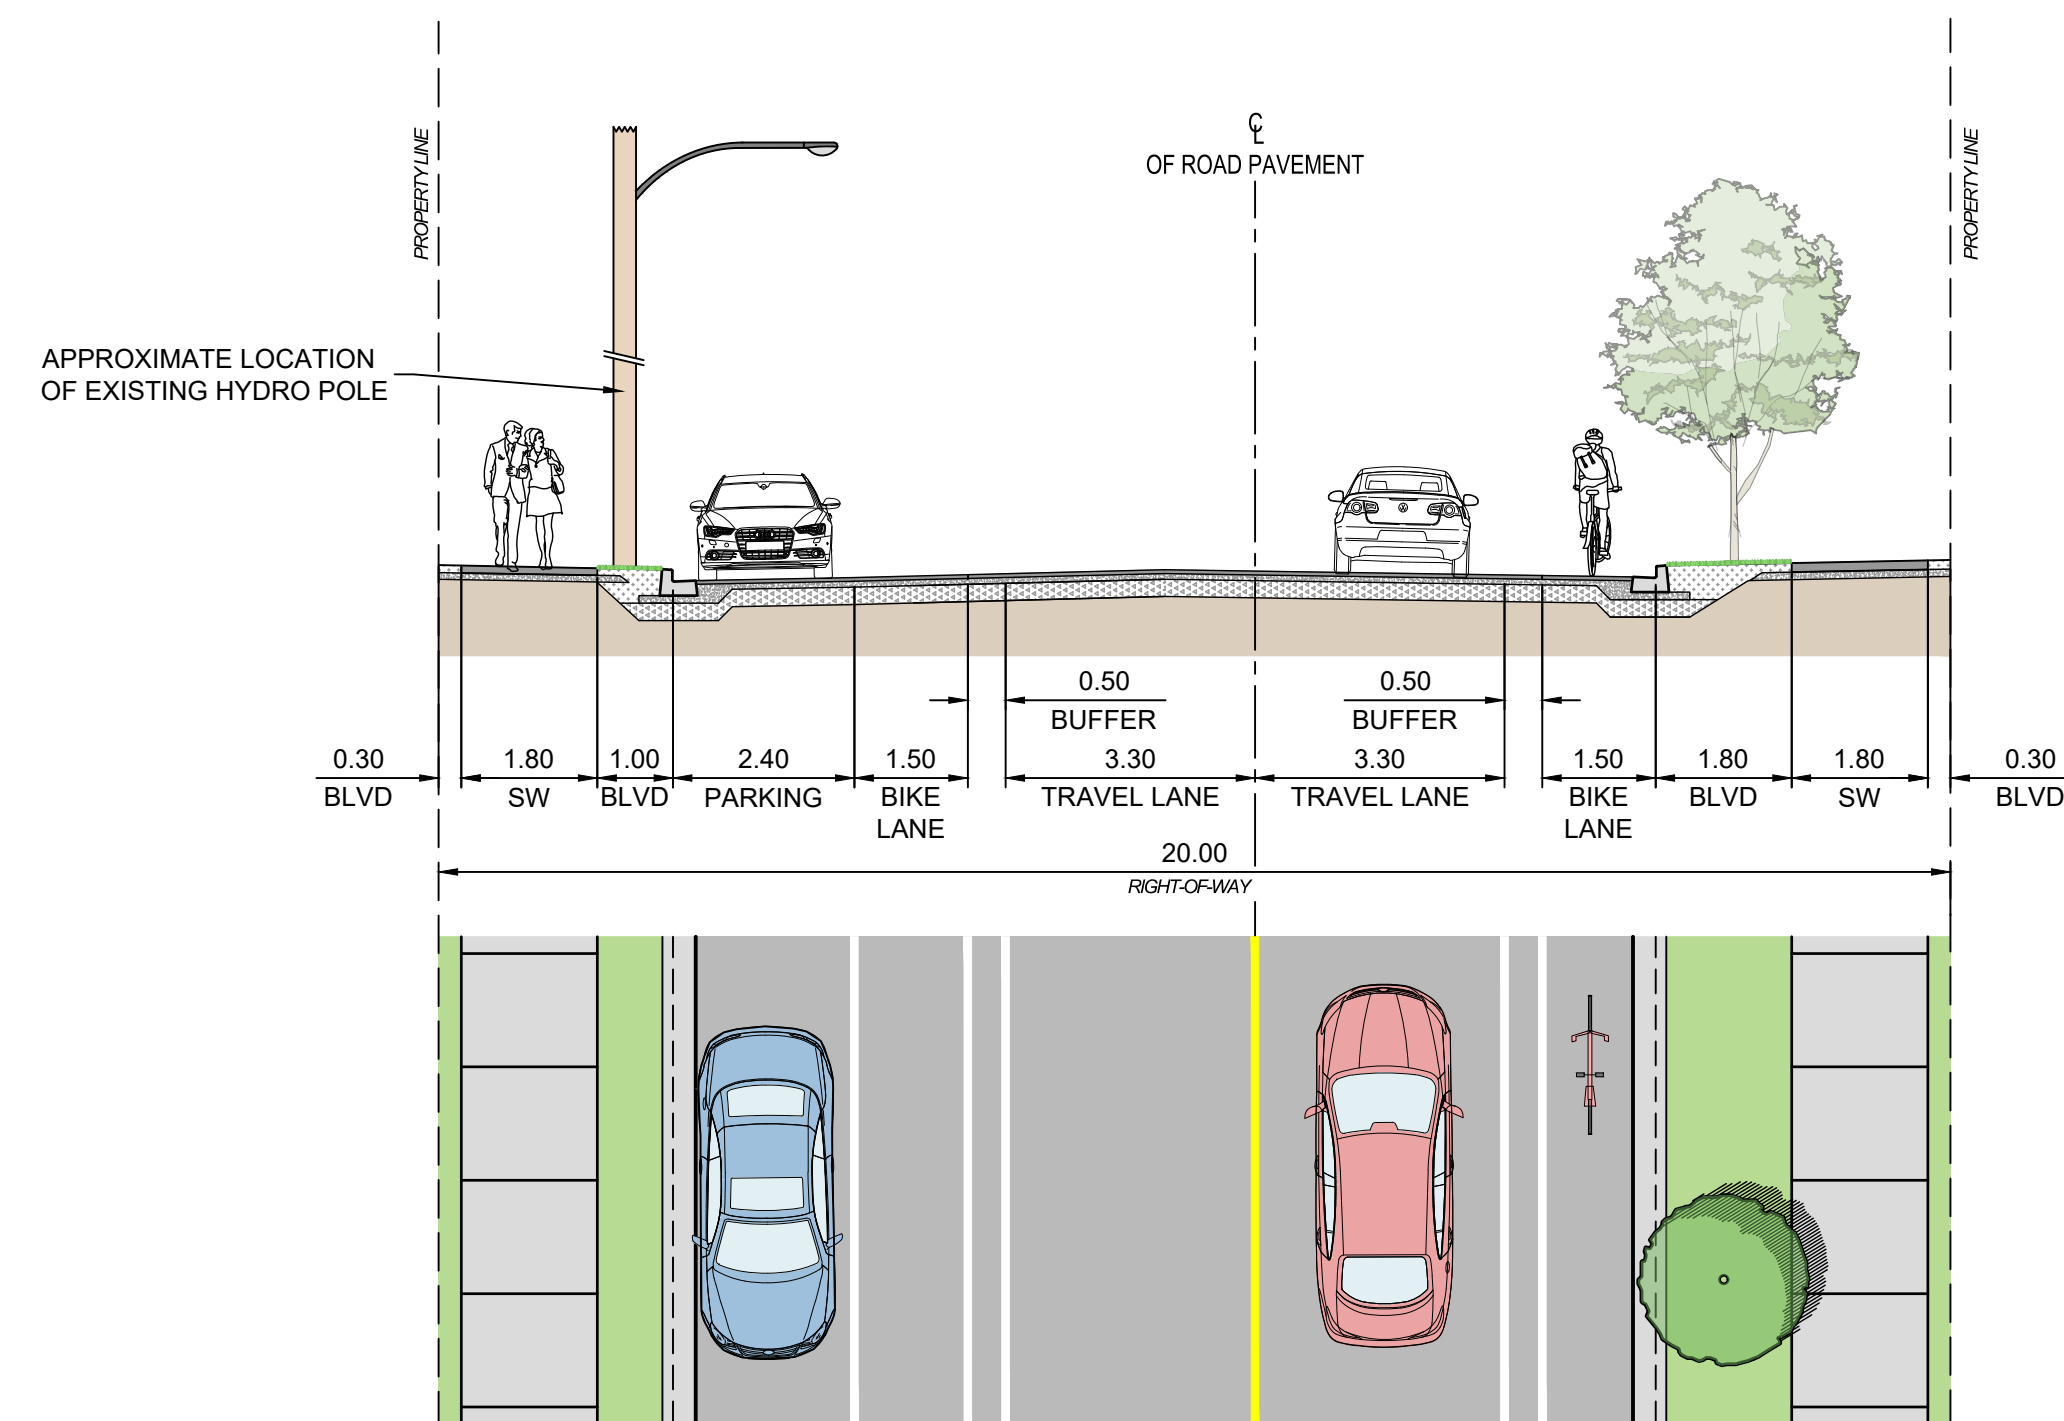 ℄
OF ROAD PAVEMENT
PROPERTY LINE
PROPERTY LINE
APPROXIMATE LOCATION
OF EXISTING HYDRO POLE
0.50
BUFFER
0.50
BUFFER
0.30
BLVD
1.80
SW
1.00
BLVD
2.40
PARKING
1.50
BIKE
LANE
3.30
TRAVEL LANE
3.30
TRAVEL LANE
1.50
BIKE
LANE
1.80
BLVD
1.80
SW
0.30
BLVD
20.00
RIGHT-OF-WAY